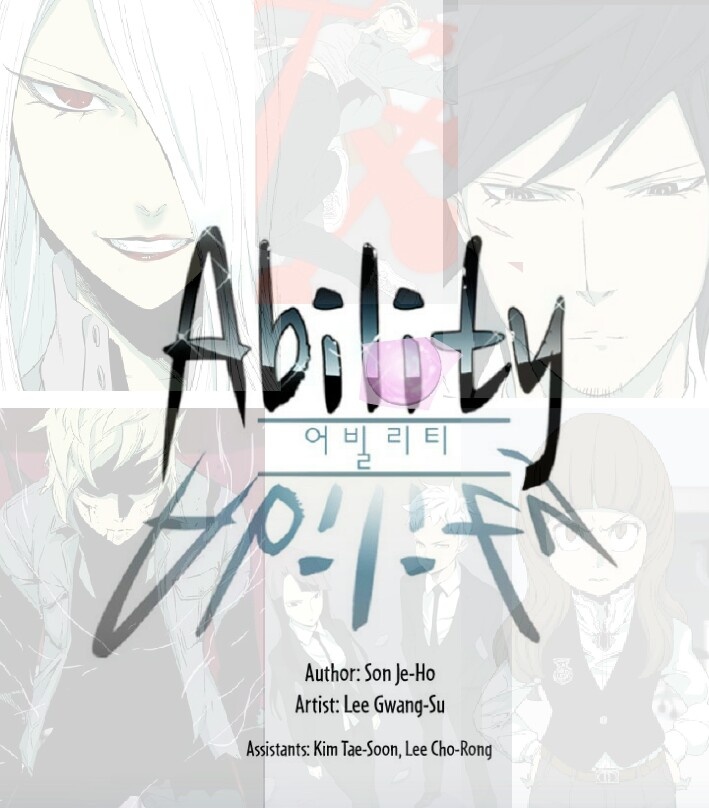 Ability
어빌리티
Author: Son Je-Ho
Artist: Lee Gwang-Su
Assistants: Kim Tae-Soon, Lee Cho-Rong